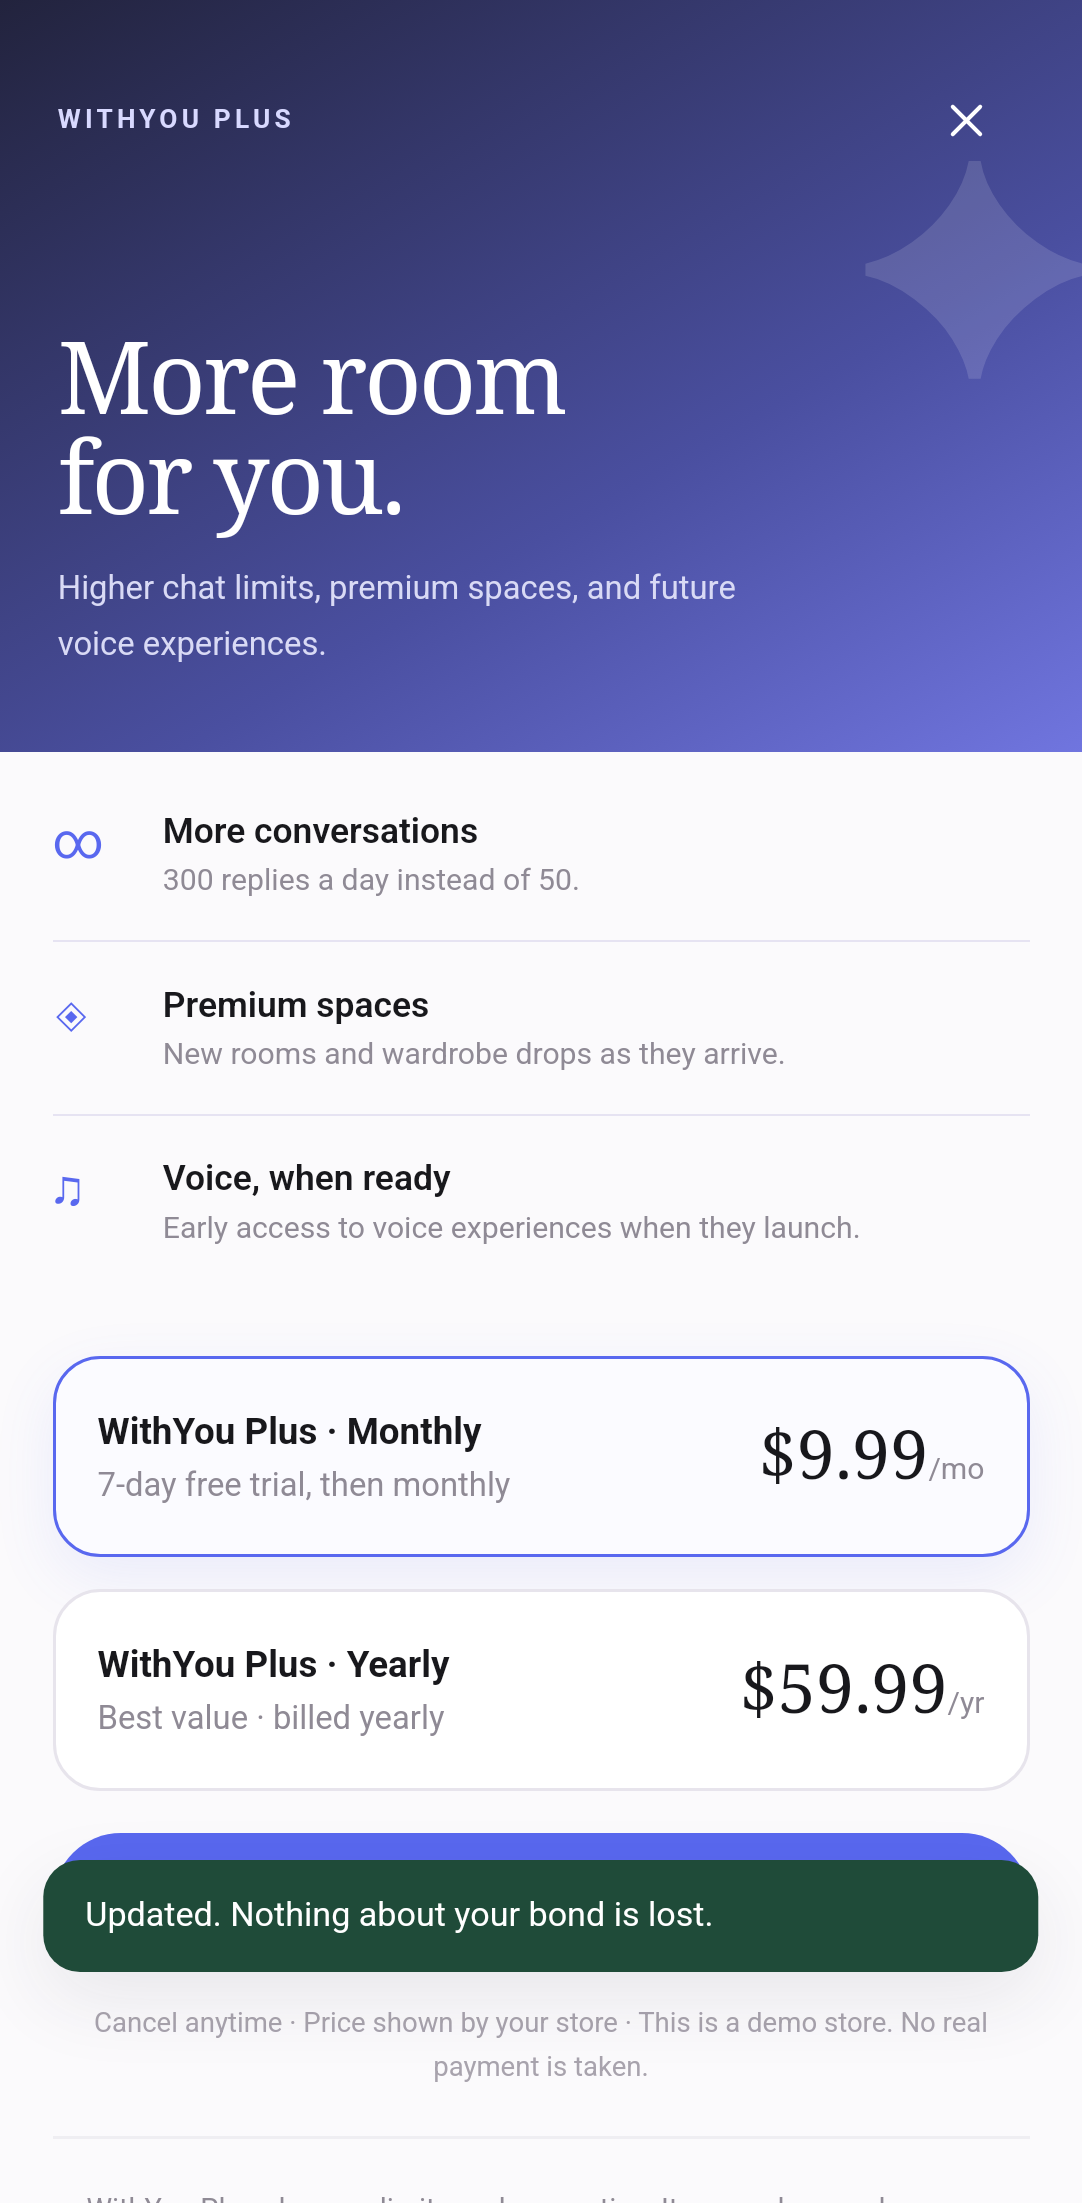 WITHYOU PLUS
More room
for you.
Higher chat limits, premium spaces, and future
voice experiences.
More conversations
300 replies a day instead of 50.
Premium spaces
New rooms and wardrobe drops as they arrive.
Voice, when ready
Early access to voice experiences when they launch.
WithYou Plus · Monthly
7-day free trial, then monthly
$9.99/mo
WithYou Plus · Yearly
Best value · billed yearly
$59.99/yr
Updated. Nothing about your bond is lost.
Cancel anytime · Price shown by your store · This is a demo store. No real
payment is taken.